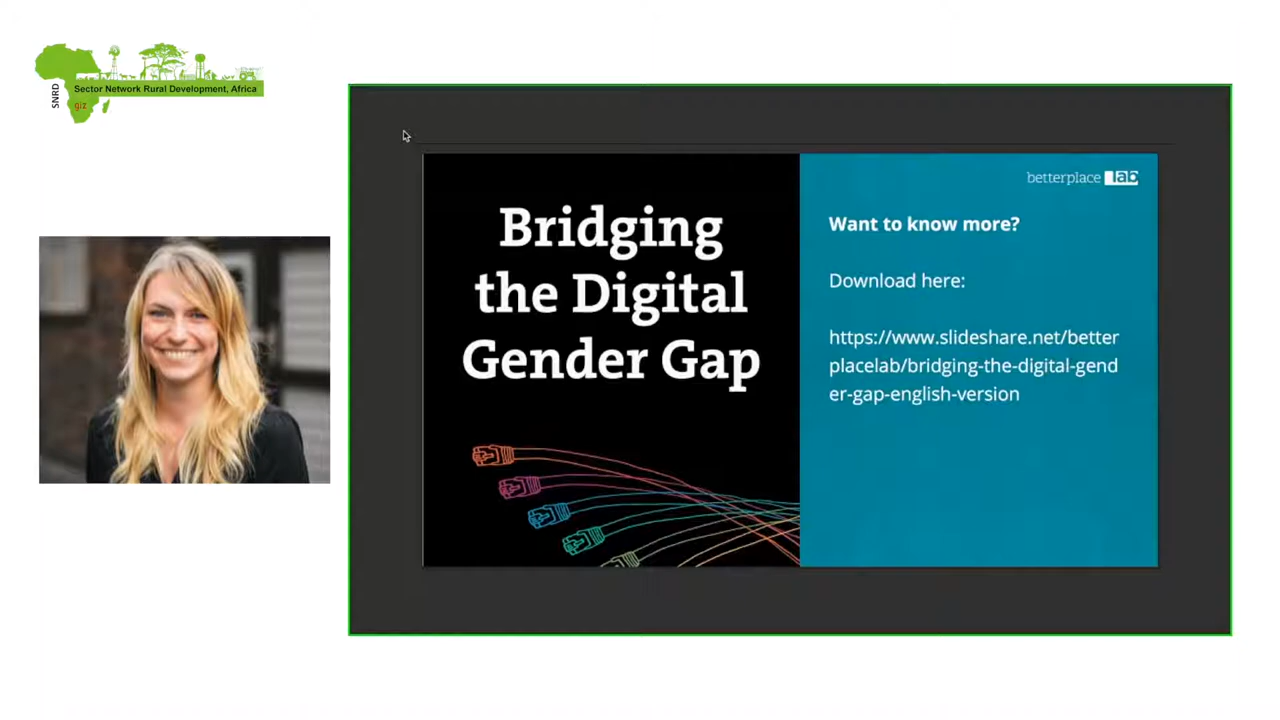 SNRD
Sector Network Rural Development, Africa
giz
Bridging
the Digital
Gender Gap
betterplace lab
Want to know more?
Download here:
https://www.slideshare.net/better
placelab/bridging-the-digital-gend
er-gap-english-version